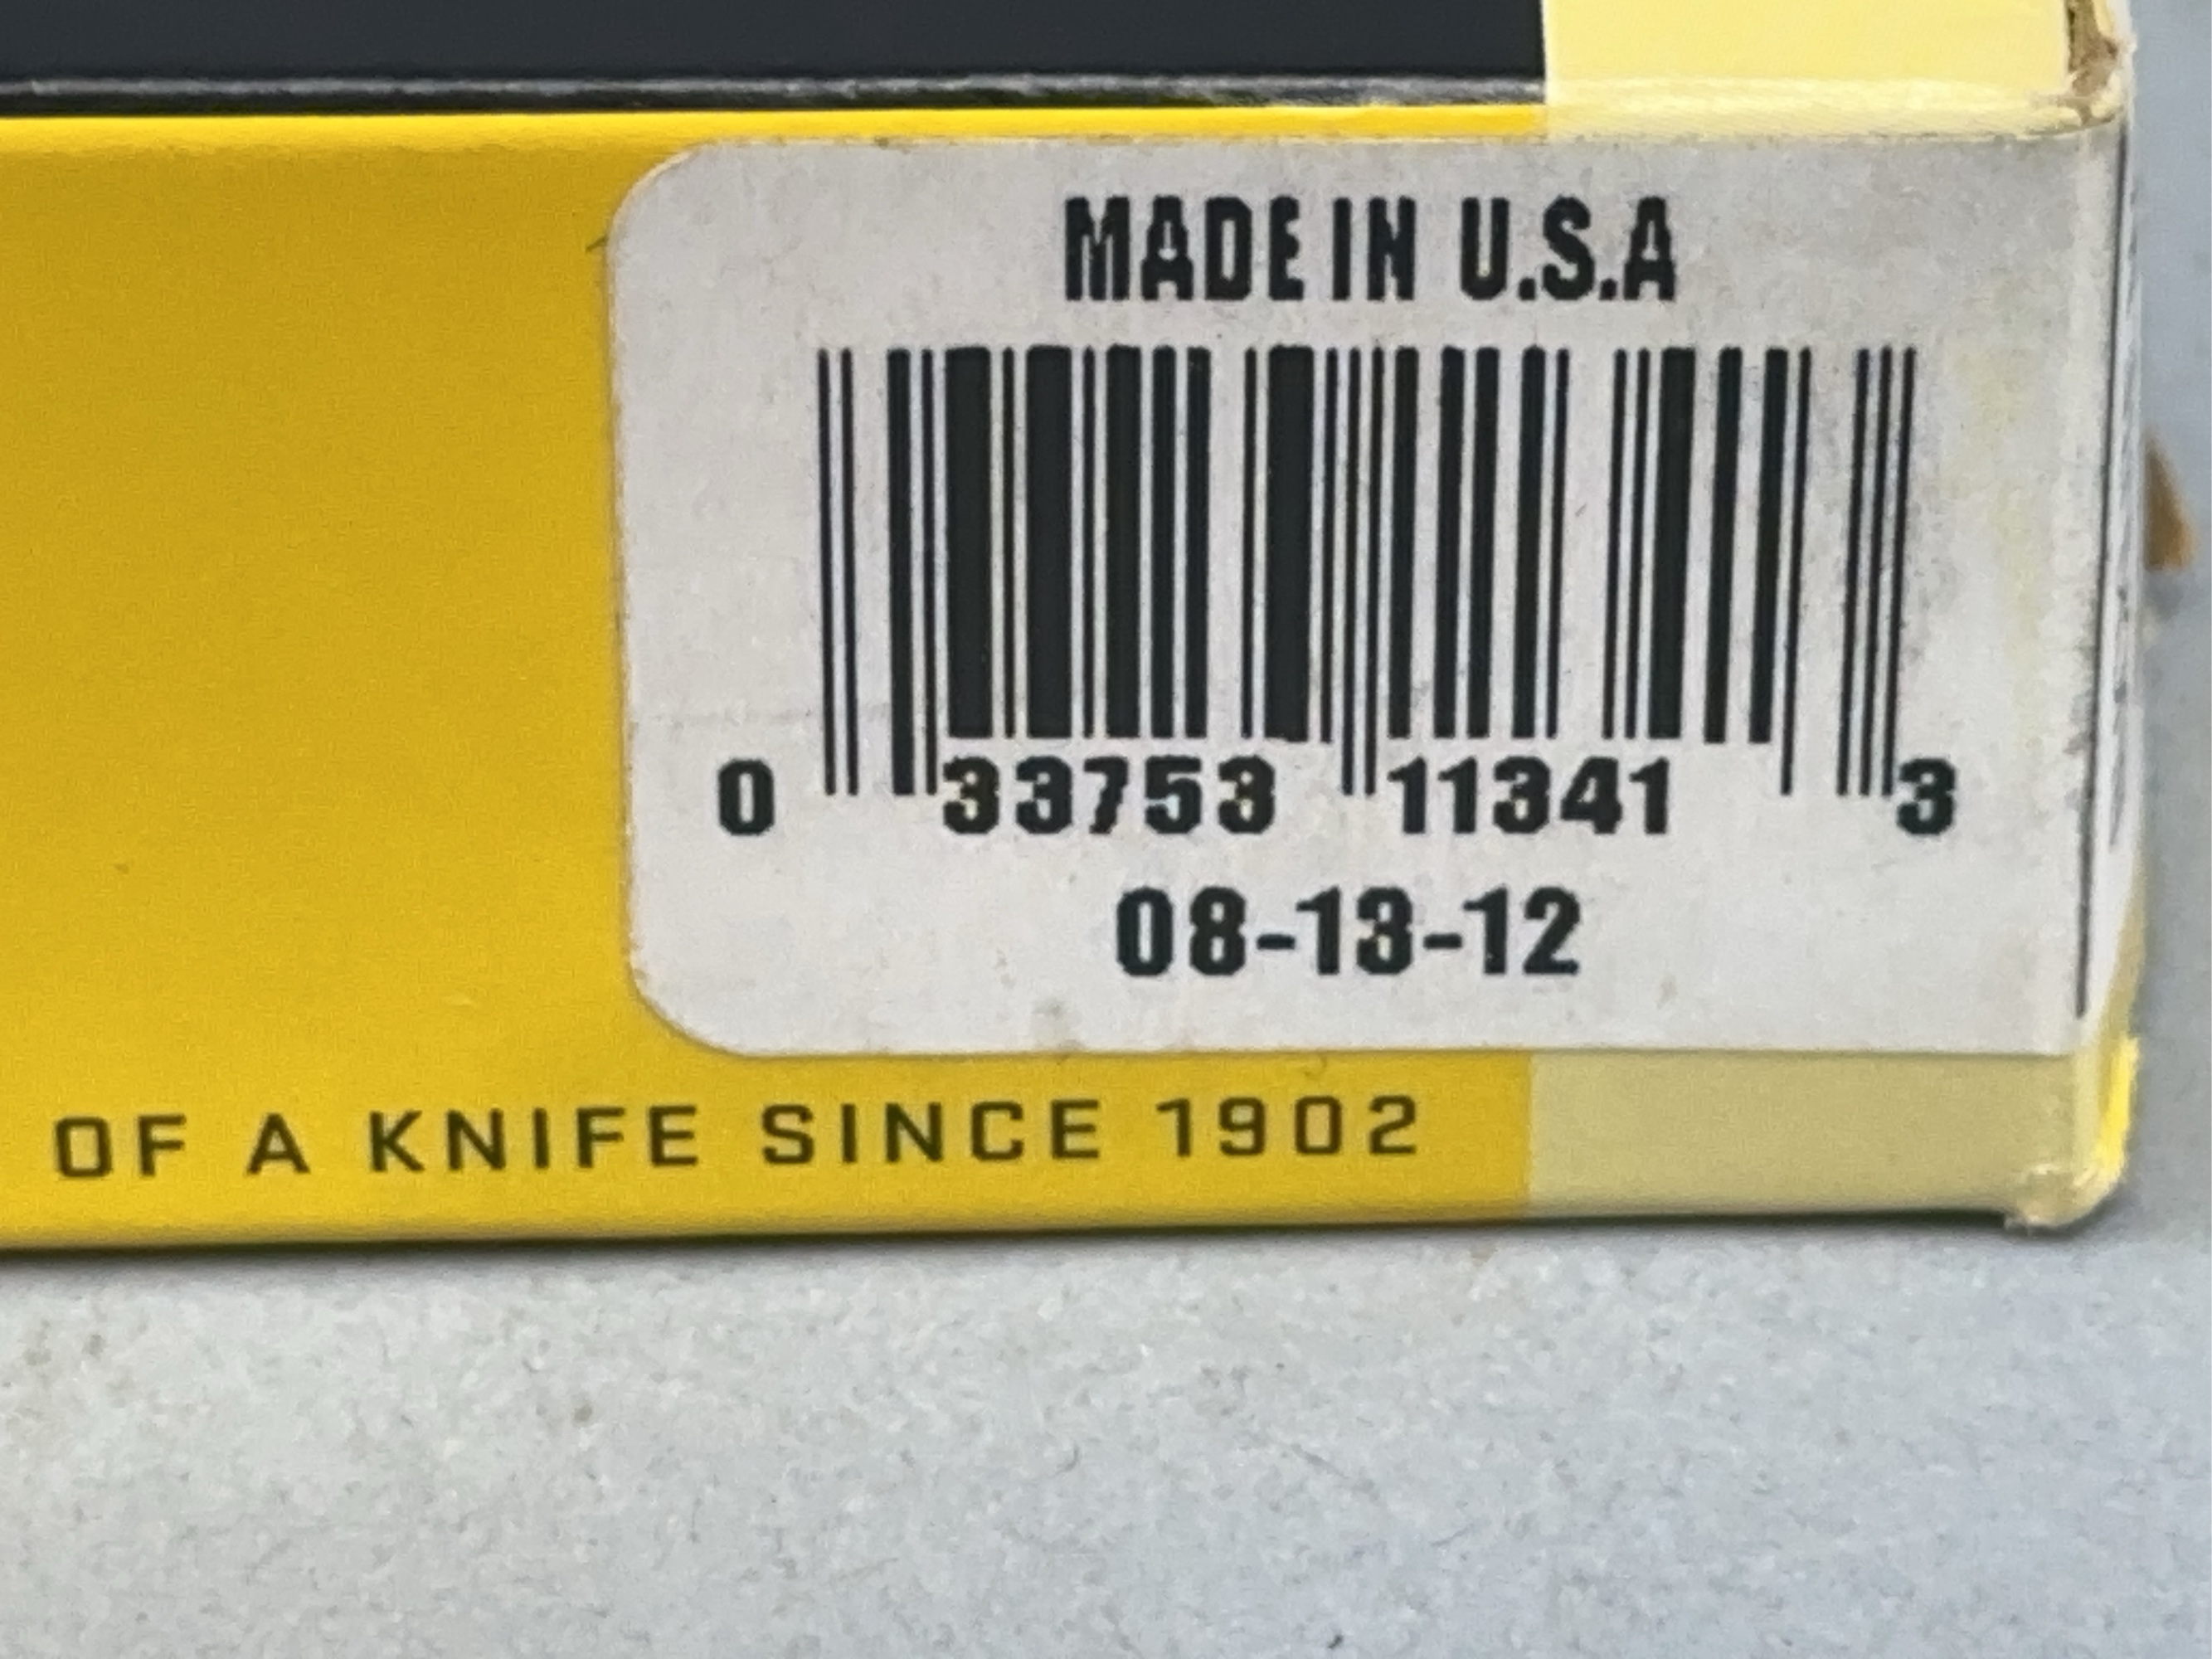 MADE IN U.S.A
0 33753 11341 3
08-13-12
OF A KNIFE SINCE 1902